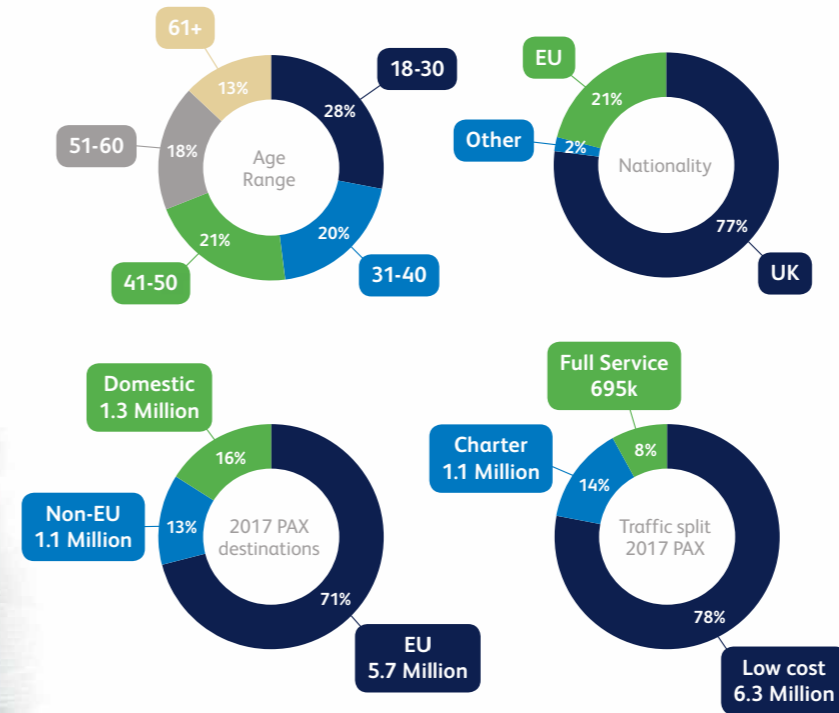 61+
13%
18-30
28%
51-60
18%
Age
Range
20%
21%
41-50
31-40
EU
21%
Other
2%
Nationality
77%
UK
Domestic
1.3 Million
16%
Non-EU
1.1 Million
13%
2017 PAX
destinations
71%
EU
5.7 Million
Full Service
695k
8%
Charter
1.1 Million
14%
Traffic split
2017 PAX
78%
Low cost
6.3 Million